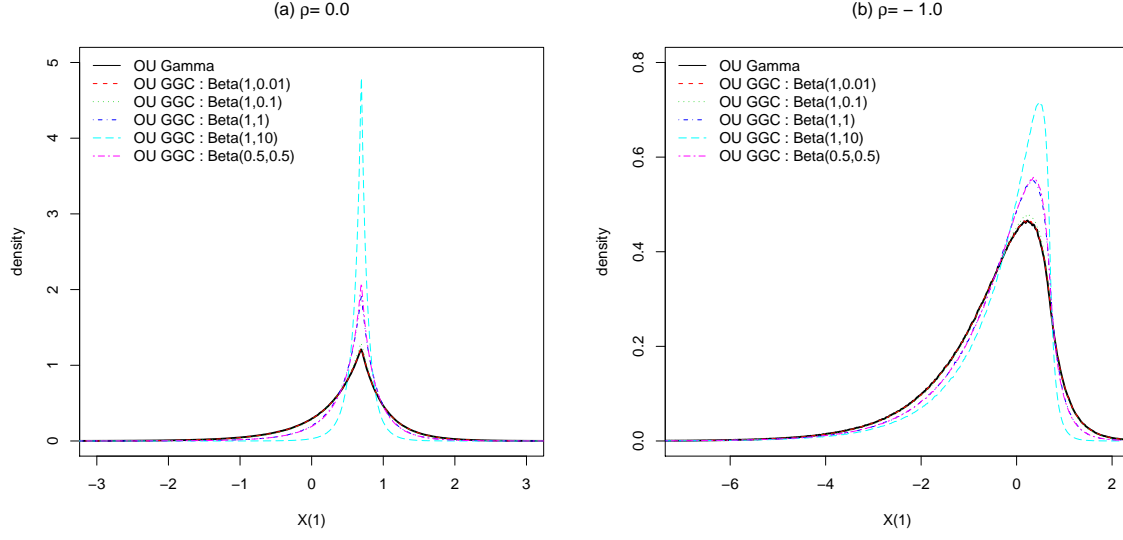 (a) ρ= 0.0
OU Gamma
OU GGC : Beta(1,0.01)
OU GGC : Beta(1,0.1)
OU GGC : Beta(1,1)
OU GGC : Beta(1,10)
OU GGC : Beta(0.5,0.5)
density
0
1
2
3
4
5
−3
−2
−1
0
1
2
3
X(1)
(b) ρ= − 1.0
OU Gamma
OU GGC : Beta(1,0.01)
OU GGC : Beta(1,0.1)
OU GGC : Beta(1,1)
OU GGC : Beta(1,10)
OU GGC : Beta(0.5,0.5)
density
0.0
0.2
0.4
0.6
0.8
−6
−4
−2
0
2
X(1)